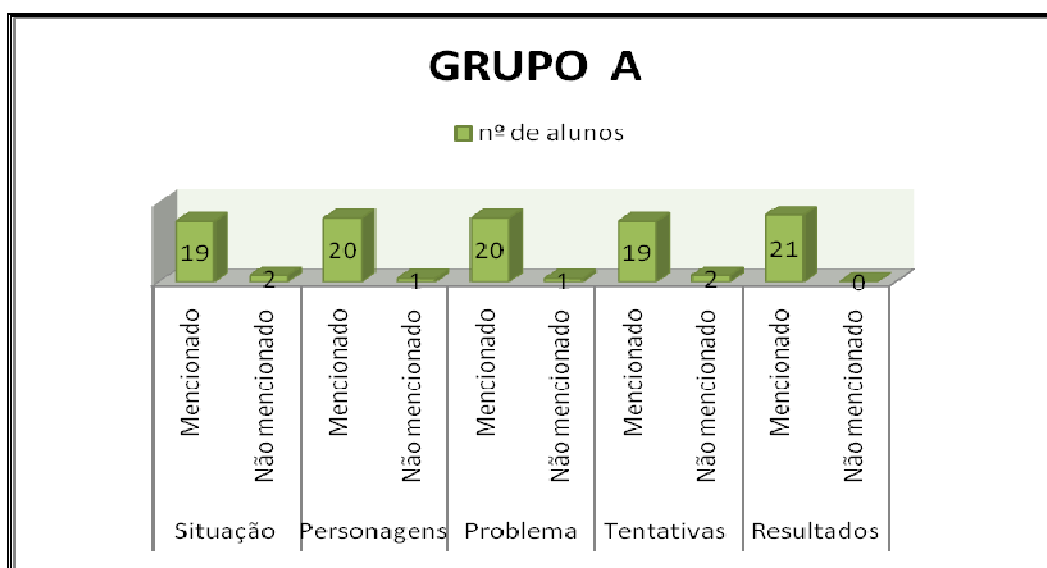 GRUPO A
nº de alunos
19 2 20 1 20 1 19 2 21 0
Mencionado Não mencionado Mencionado Não mencionado Mencionado Não mencionado Mencionado Não mencionado Mencionado Não mencionado
Situação Personagens Problema Tentativas Resultados